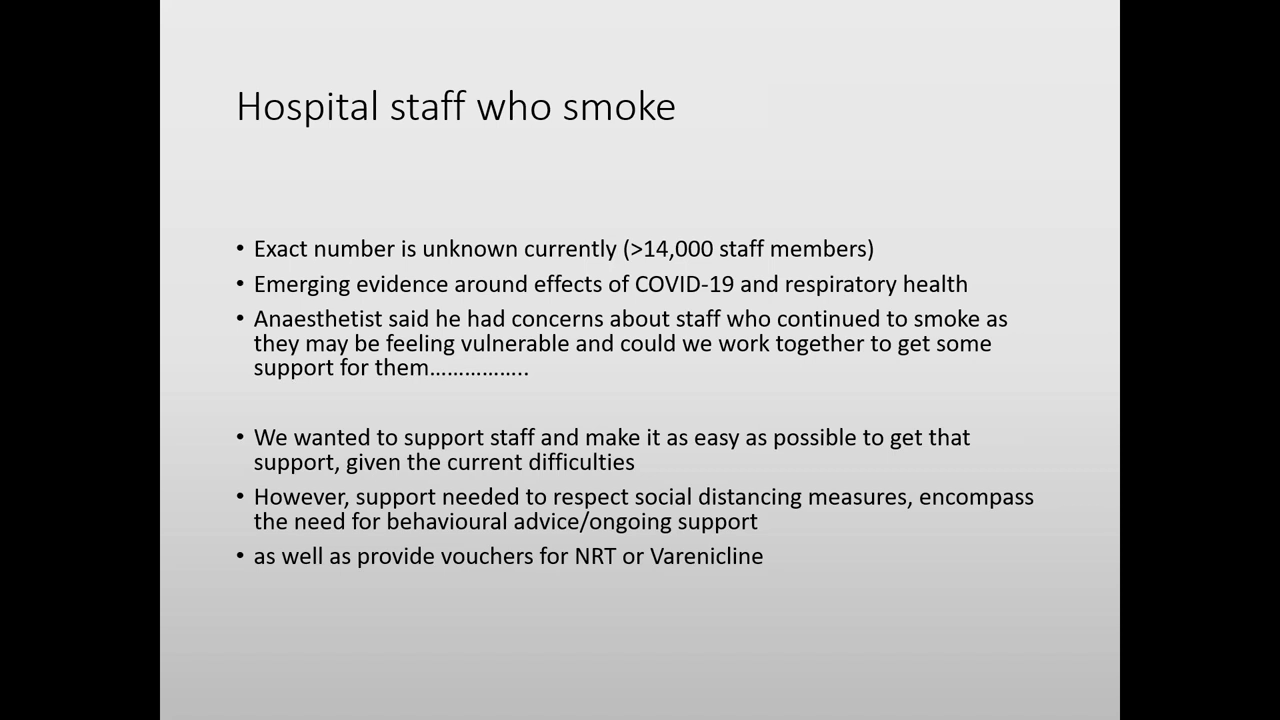 Hospital staff who smoke
• Exact number is unknown currently (>14,000 staff members)
• Emerging evidence around effects of COVID-19 and respiratory health
• Anaesthetist said he had concerns about staff who continued to smoke as
they may be feeling vulnerable and could we work together to get some
support for them……………..
• We wanted to support staff and make it as easy as possible to get that
support, given the current difficulties
• However, support needed to respect social distancing measures, encompass
the need for behavioural advice/ongoing support
• as well as provide vouchers for NRT or Varenicline